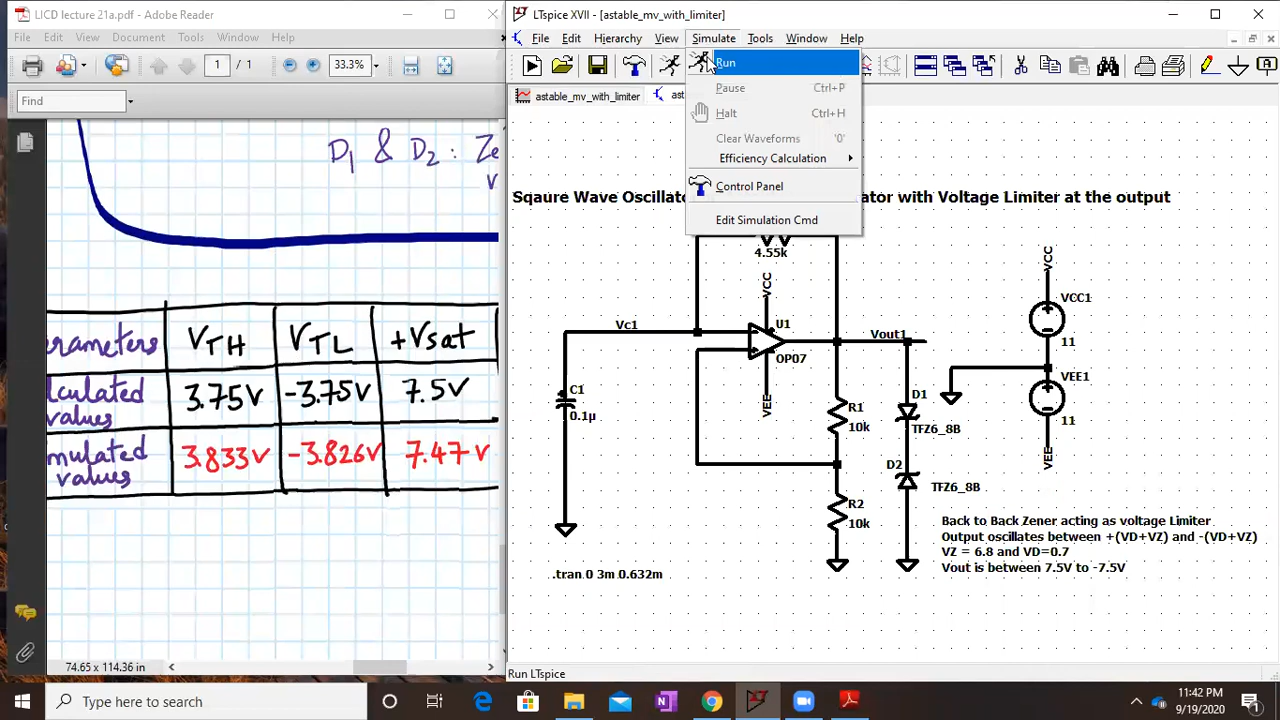 LICD lecture 21a.pdf - Adobe Reader
File Edit View Document Tools Window Help
1 / 1 33.3%
Find
D1 & D2 : Ze
VTH VTL +Vsat
lculated 3.75V -3.75V 7.5V
values
mulated 3.833V -3.826V 7.47V
values
74.65 x 114.36 in
LTspice XVII - [astable_mv_with_limiter]
File Edit Hierarchy View Simulate Tools Window Help
astable_mv_with_limiter ast
Run
Pause Ctrl+P
Halt Ctrl+H
Clear Waveforms '0'
Efficiency Calculation
Control Panel
Edit Simulation Cmd
Sqaure Wave Oscillato ator with Voltage Limiter at the output
4.55k
VCC
Vc1
U1
OP07
VEE
Vout1
C1
0.1µ
R1
10k
R2
10k
D1
TFZ6_8B
D2
TFZ6_8B
VCC
VCC1
11
VEE1
11
VEE
Back to Back Zener acting as voltage Limiter
Output oscillates between +(VD+VZ) and -(VD+VZ)
VZ = 6.8 and VD=0.7
Vout is between 7.5V to -7.5V
.tran 0 3m 0.632m
Run LTspice
Type here to search
11:42 PM
9/19/2020